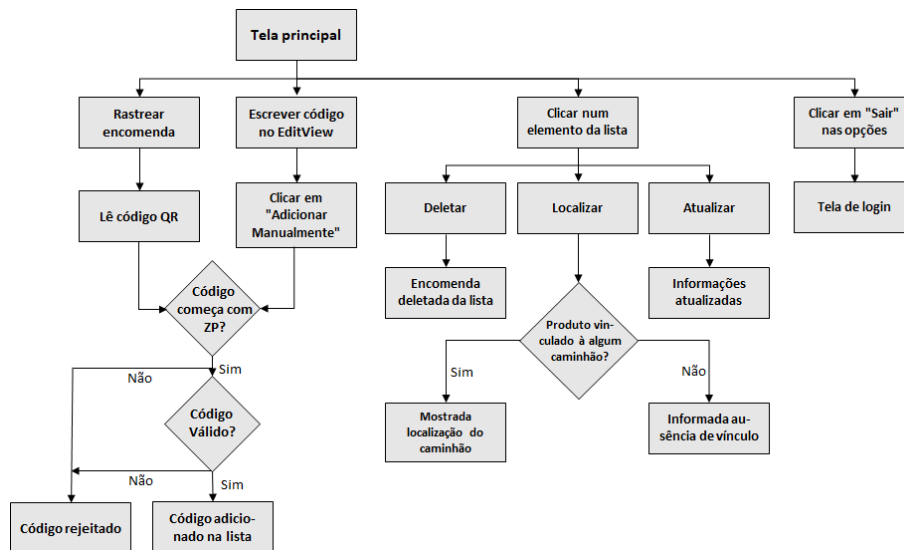 Tela principal
Rastrear
encomenda
Escrever código
no EditView
Clicar num
elemento da lista
Clicar em "Sair"
nas opções
Lê código QR
Clicar em
"Adicionar
Manualmente"
Deletar
Localizar
Atualizar
Tela de login
Código
começa com
ZP?
Encomenda
deletada da lista
Informações
atualizadas
Produto vin-
culado à algum
caminhão?
Não
Sim
Sim
Não
Código
Válido?
Mostrada
localização do
caminhão
Informada au-
sência de vínculo
Não
Sim
Código rejeitado
Código adicio-
nado na lista